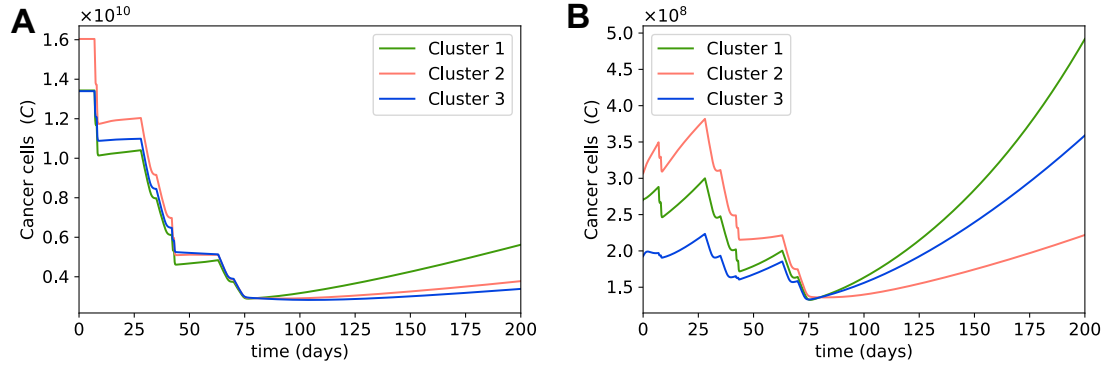 A
×10^10
1.6
1.4
1.2
1.0
0.8
0.6
0.4
Cancer cells (C)
0 25 50 75 100 125 150 175 200
time (days)
Cluster 1
Cluster 2
Cluster 3
B
×10^8
5.0
4.5
4.0
3.5
3.0
2.5
2.0
1.5
Cancer cells (C)
0 25 50 75 100 125 150 175 200
time (days)
Cluster 1
Cluster 2
Cluster 3